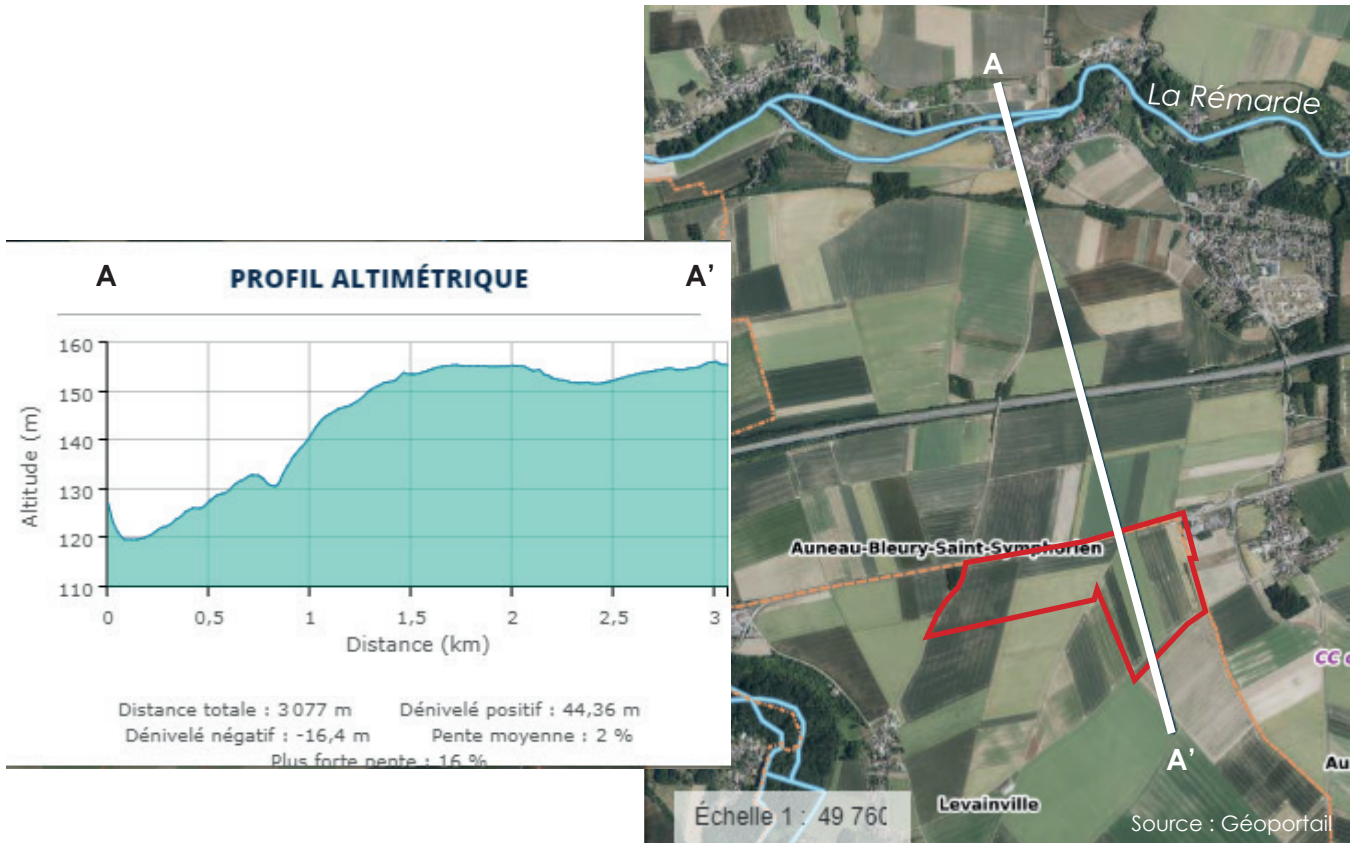 A
La Rémarde
A PROFIL ALTIMÉTRIQUE A'
160
150
140
130
120
110
Altitude (m)
0 0,5 1 1,5 2 2,5 3
Distance (km)
Distance totale : 3 077 m Dénivelé positif : 44,36 m
Dénivelé négatif : -16,4 m Pente moyenne : 2 %
Plus forte pente : 16 %
Auneau-Bleury-Saint-Symphorien
CC
A'
Au
Levainville
Échelle 1 : 49 760
Source : Géoportail